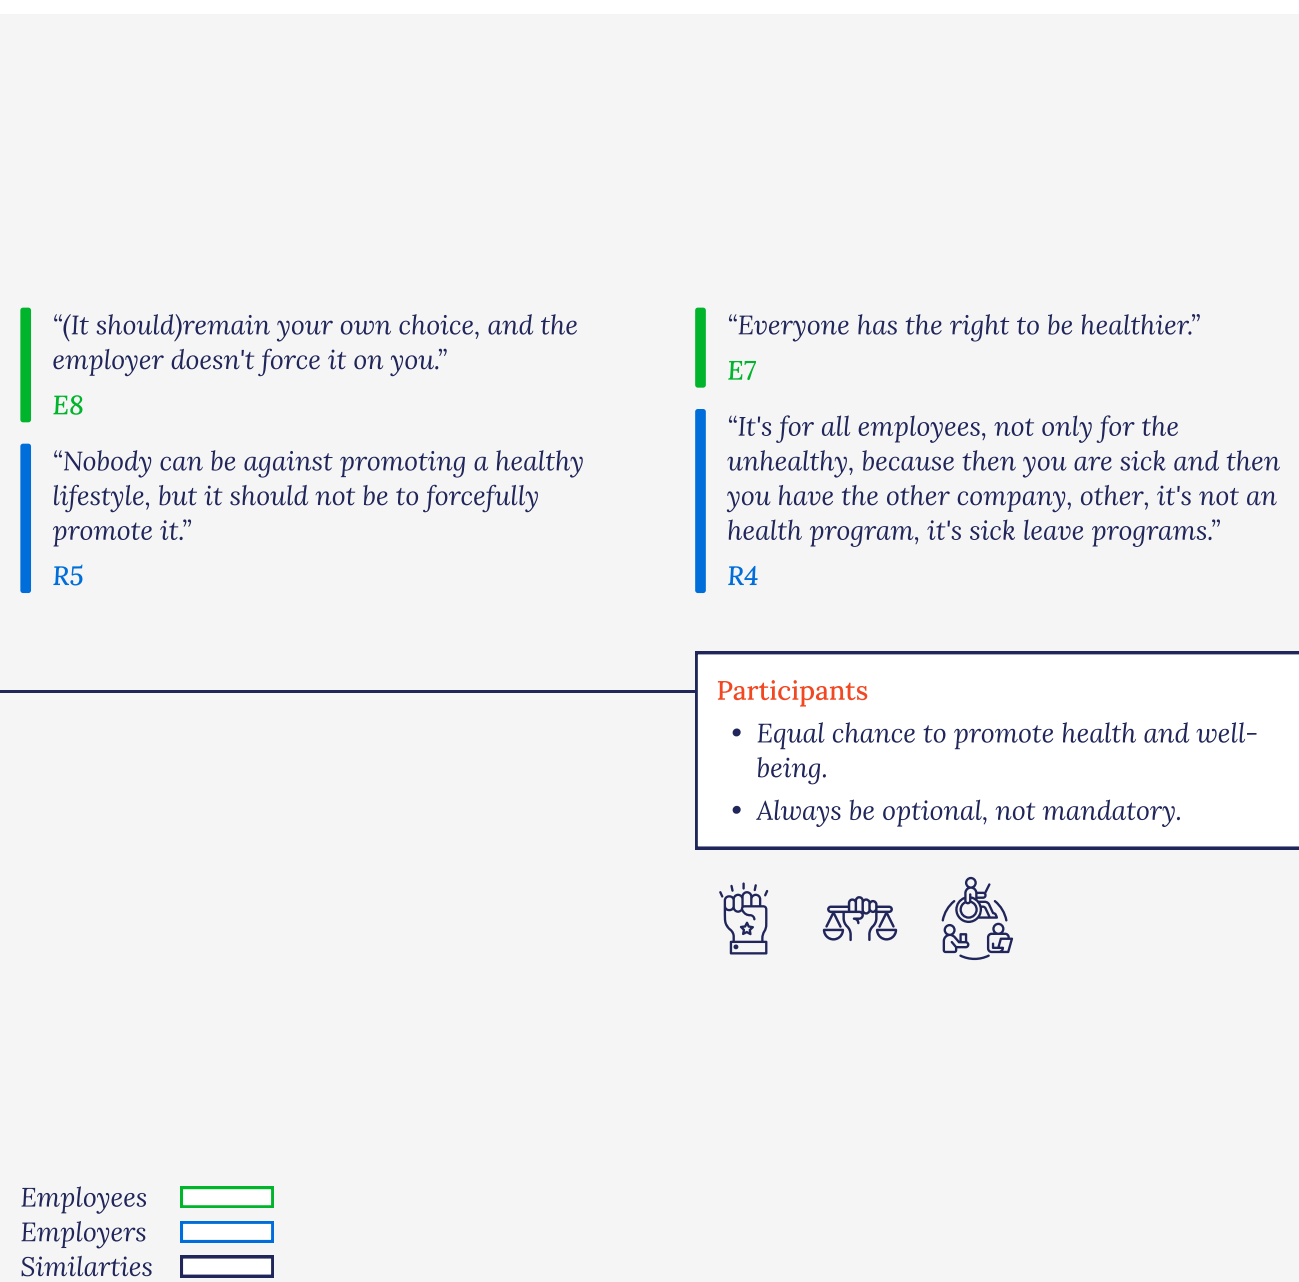 “(It should)remain your own choice, and the
employer doesn't force it on you.”
E8
“Nobody can be against promoting a healthy
lifestyle, but it should not be to forcefully
promote it.”
R5
“Everyone has the right to be healthier.”
E7
“It's for all employees, not only for the
unhealthy, because then you are sick and then
you have the other company, other, it's not an
health program, it's sick leave programs.”
R4
Participants
• Equal chance to promote health and well-
being.
• Always be optional, not mandatory.
Employees
Employers
Similarties